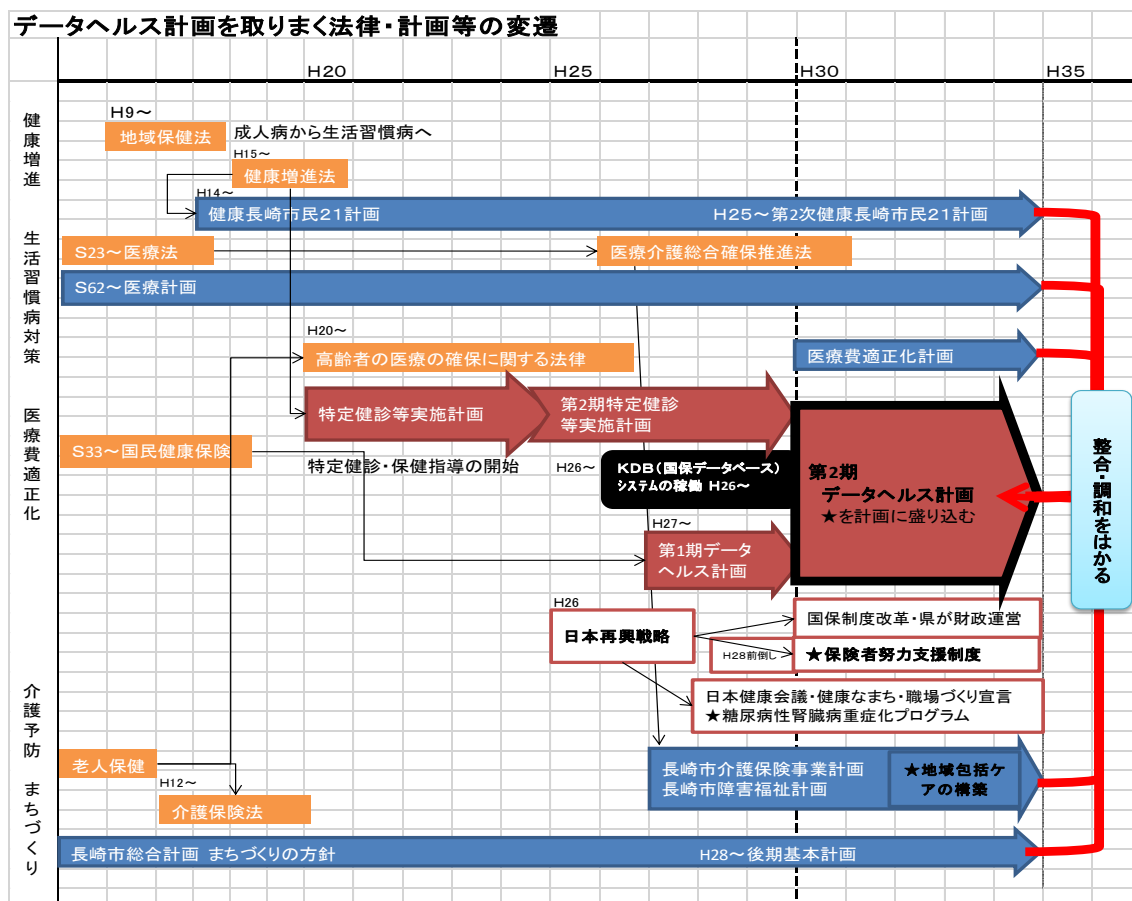 データヘルス計画を取りまく法律・計画等の変遷
H20
H25
H30
H35
健康増進
生活習慣病対策
医療費適正化
介護予防 まちづくり
H9～
地域保健法
成人病から生活習慣病へ
H15～
健康増進法
H14～
健康長崎市民21計画
H25～第2次健康長崎市民21計画
S23～医療法
医療介護総合確保推進法
S62～医療計画
H20～
高齢者の医療の確保に関する法律
医療費適正化計画
特定健診等実施計画
第2期特定健診
等実施計画
S33～国民健康保険
特定健診・保健指導の開始
H26～
KDB（国保データベース）
システムの稼働 H26～
第2期
データヘルス計画
★を計画に盛り込む
整合・調和をはかる
H27～
第1期データ
ヘルス計画
H26
日本再興戦略
国保制度改革・県が財政運営
H28前倒し
★保険者努力支援制度
日本健康会議・健康なまち・職場づくり宣言
★糖尿病性腎臓病重症化プログラム
老人保健
H12～
介護保険法
長崎市介護保険事業計画
長崎市障害福祉計画
★地域包括ケ
アの構築
長崎市総合計画 まちづくりの方針
H28～後期基本計画